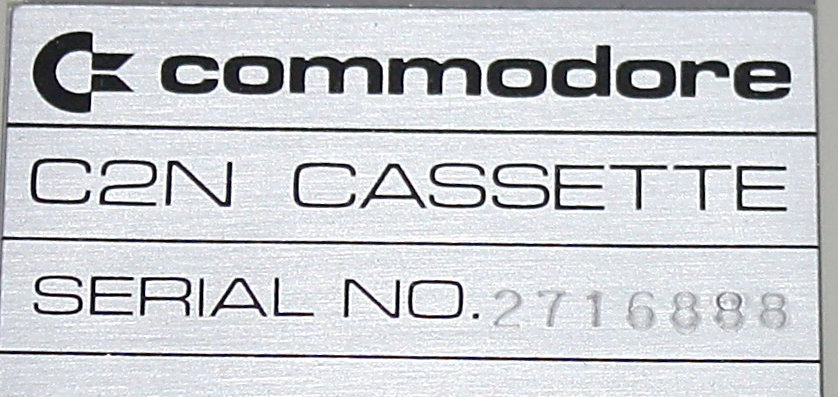 commodore
C2N CASSETTE
SERIAL NO. 2716888